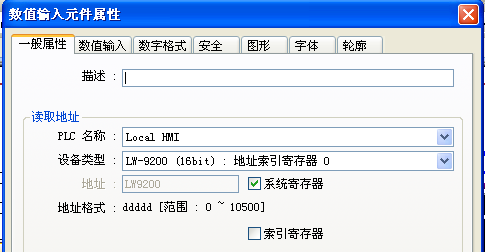 数值输入元件属性
一般属性 数值输入 数字格式 安全 图形 字体 轮廓
描述 :
读取地址
PLC 名称 : Local HMI
设备类型 : LW-9200 (16bit) : 地址索引寄存器 0
地址 : LW9200 系统寄存器
地址格式 : ddddd [范围 : 0 ~ 10500]
索引寄存器